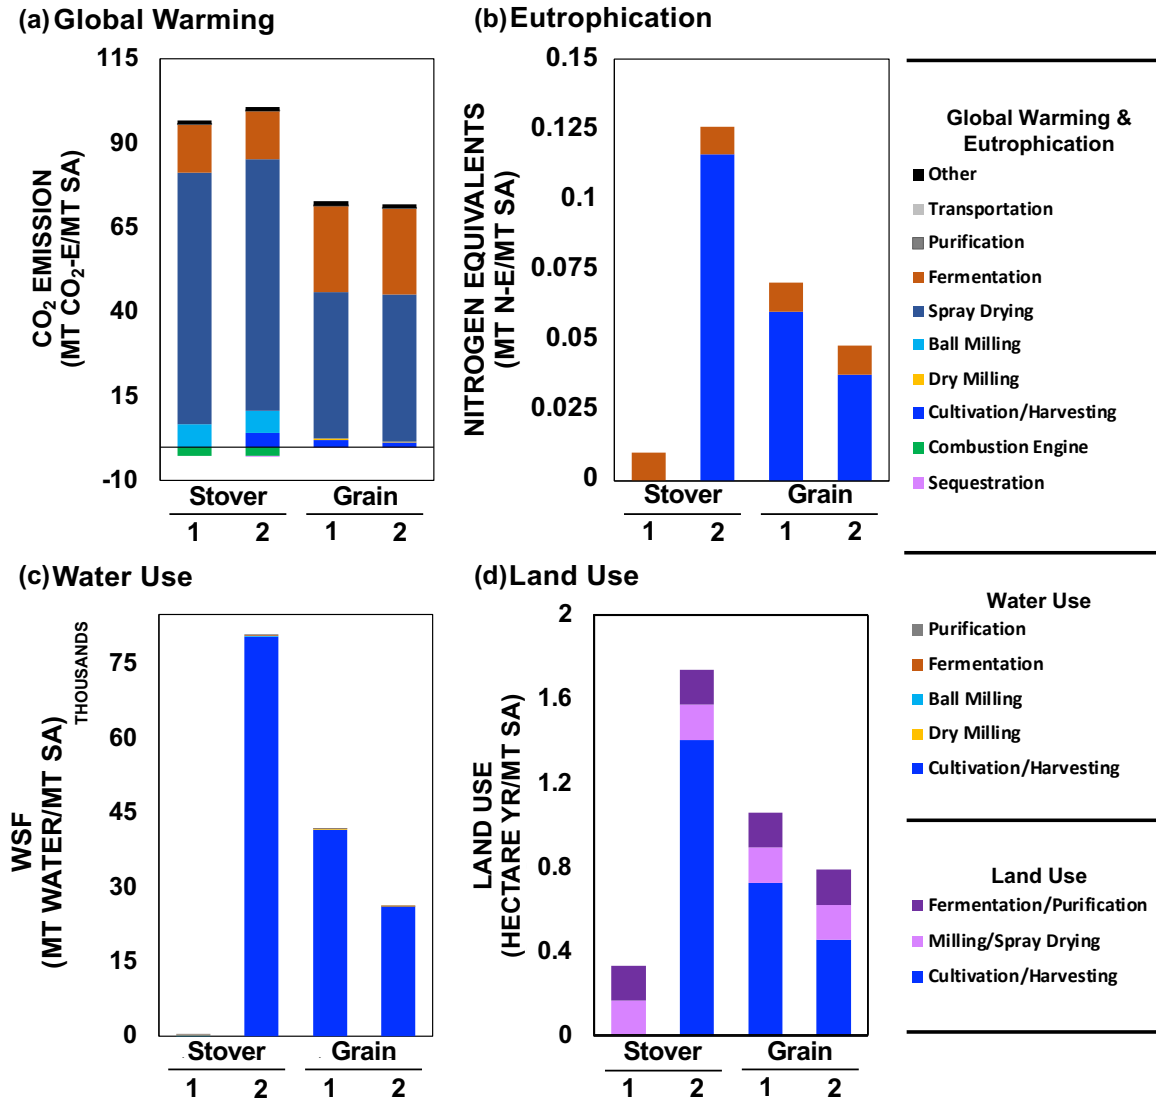 (a) Global Warming
115
90
65
40
15
-10
CO2 EMISSION
(MT CO2-E/MT SA)
Stover Grain
1 2 1 2
(b) Eutrophication
0.15
0.125
0.1
0.075
0.05
0.025
0
NITROGEN EQUIVALENTS
(MT N-E/MT SA)
Stover Grain
1 2 1 2
Global Warming &
Eutrophication
Other
Transportation
Purification
Fermentation
Spray Drying
Ball Milling
Dry Milling
Cultivation/Harvesting
Combustion Engine
Sequestration
(c) Water Use
75
60
45
30
15
0
THOUSANDS
WSF
(MT WATER/MT SA)
Stover Grain
1 2 1 2
(d) Land Use
2
1.6
1.2
0.8
0.4
0
LAND USE
(HECTARE YR/MT SA)
Stover Grain
1 2 1 2
Water Use
Purification
Fermentation
Ball Milling
Dry Milling
Cultivation/Harvesting
Land Use
Fermentation/Purification
Milling/Spray Drying
Cultivation/Harvesting